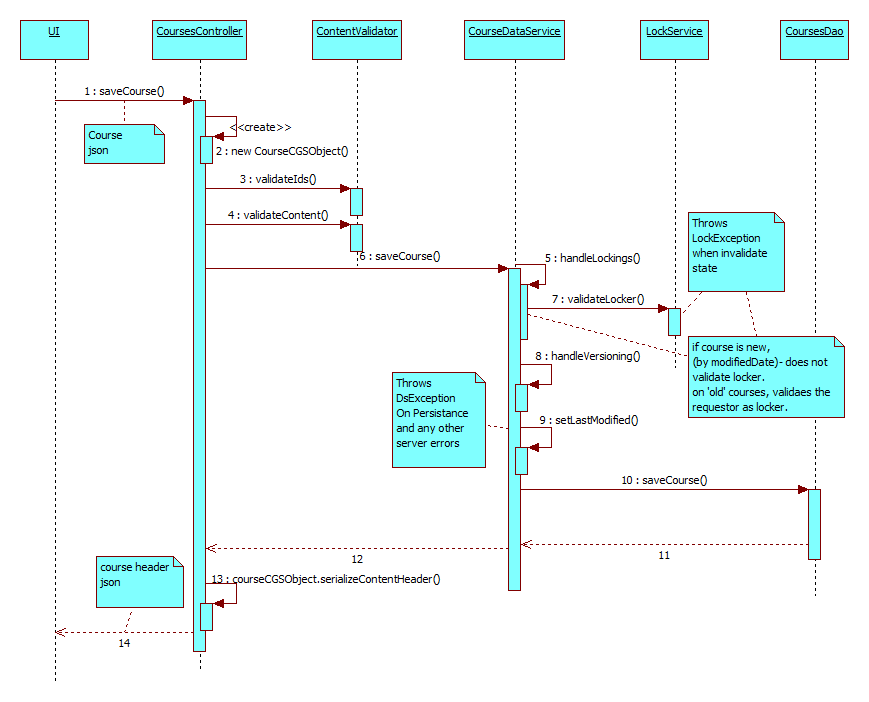 UI
CoursesController
ContentValidator
CourseDataService
LockService
CoursesDao
1 : saveCourse()
Course
json
<<create>>
2 : new CourseCGSObject()
3 : validateIds()
4 : validateContent()
6 : saveCourse()
5 : handleLockings()
Throws
LockException
when invalidate
state
7 : validateLocker()
if course is new,
(by modifiedDate)- does not
validate locker.
on 'old' courses, validaes the
requestor as locker.
8 : handleVersioning()
Throws
DsException
On Persistance
and any other
server errors
9 : setLastModified()
10 : saveCourse()
11
12
course header
json
13 : courseCGSObject.serializeContentHeader()
14